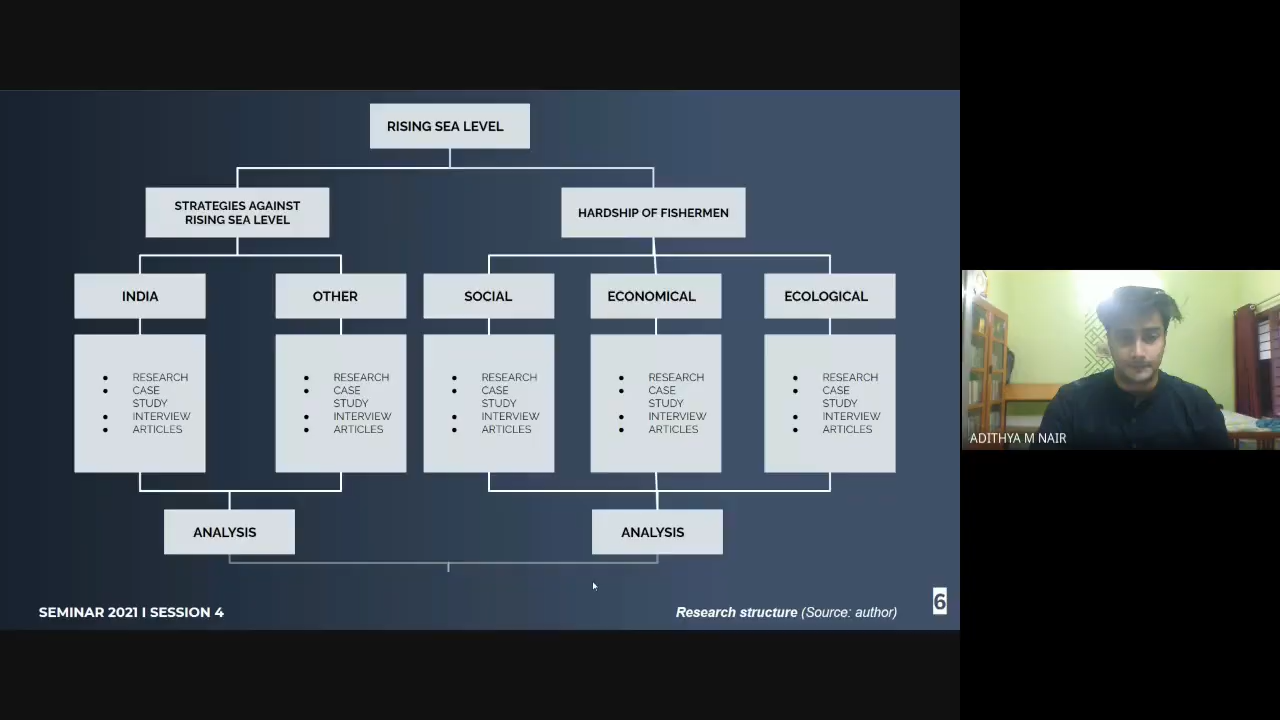 RISING SEA LEVEL
STRATEGIES AGAINST
RISING SEA LEVEL
HARDSHIP OF FISHERMEN
INDIA
OTHER
SOCIAL
ECONOMICAL
ECOLOGICAL
• RESEARCH
• CASE
STUDY
• INTERVIEW
• ARTICLES
• RESEARCH
• CASE
STUDY
• INTERVIEW
• ARTICLES
• RESEARCH
• CASE
STUDY
• INTERVIEW
• ARTICLES
• RESEARCH
• CASE
STUDY
• INTERVIEW
• ARTICLES
• RESEARCH
• CASE
STUDY
• INTERVIEW
• ARTICLES
ANALYSIS
ANALYSIS
SEMINAR 2021 I SESSION 4
Research structure (Source: author)
6
ADITHYA M NAIR